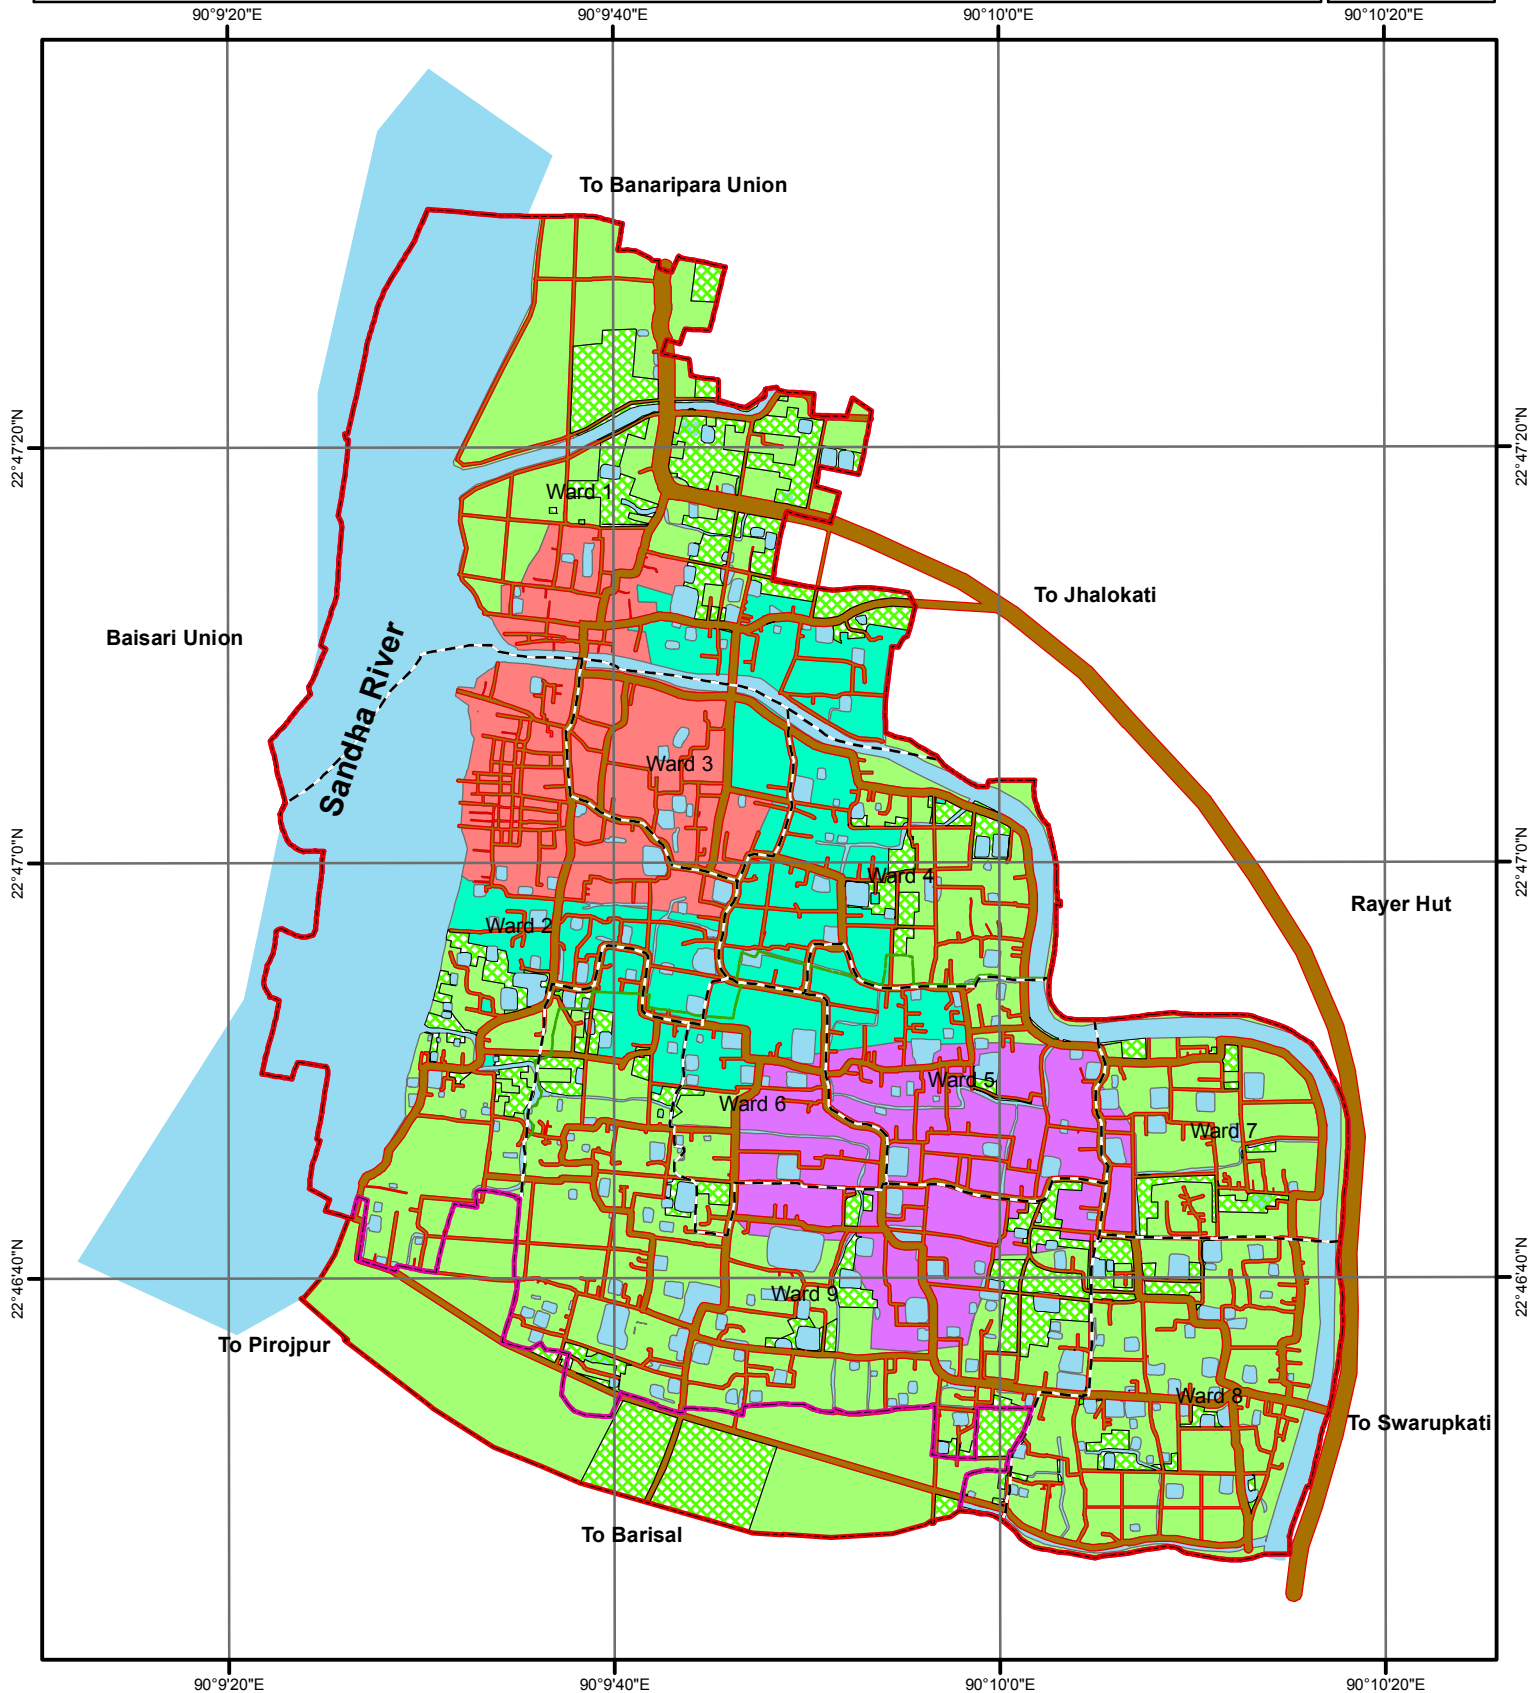 90°9'20"E
90°9'40"E
90°10'0"E
90°10'20"E
To Banaripara Union
22°47'20"N
22°47'20"N
Ward 1
To Jhalokati
Baisari Union
Sandha River
Ward 3
22°47'0"N
22°47'0"N
Ward 4
Rayer Hut
Ward 2
Ward 5
Ward 6
Ward 7
22°46'40"N
22°46'40"N
Ward 9
To Pirojpur
Ward 8
To Swarupkati
To Barisal
90°9'20"E
90°9'40"E
90°10'0"E
90°10'20"E